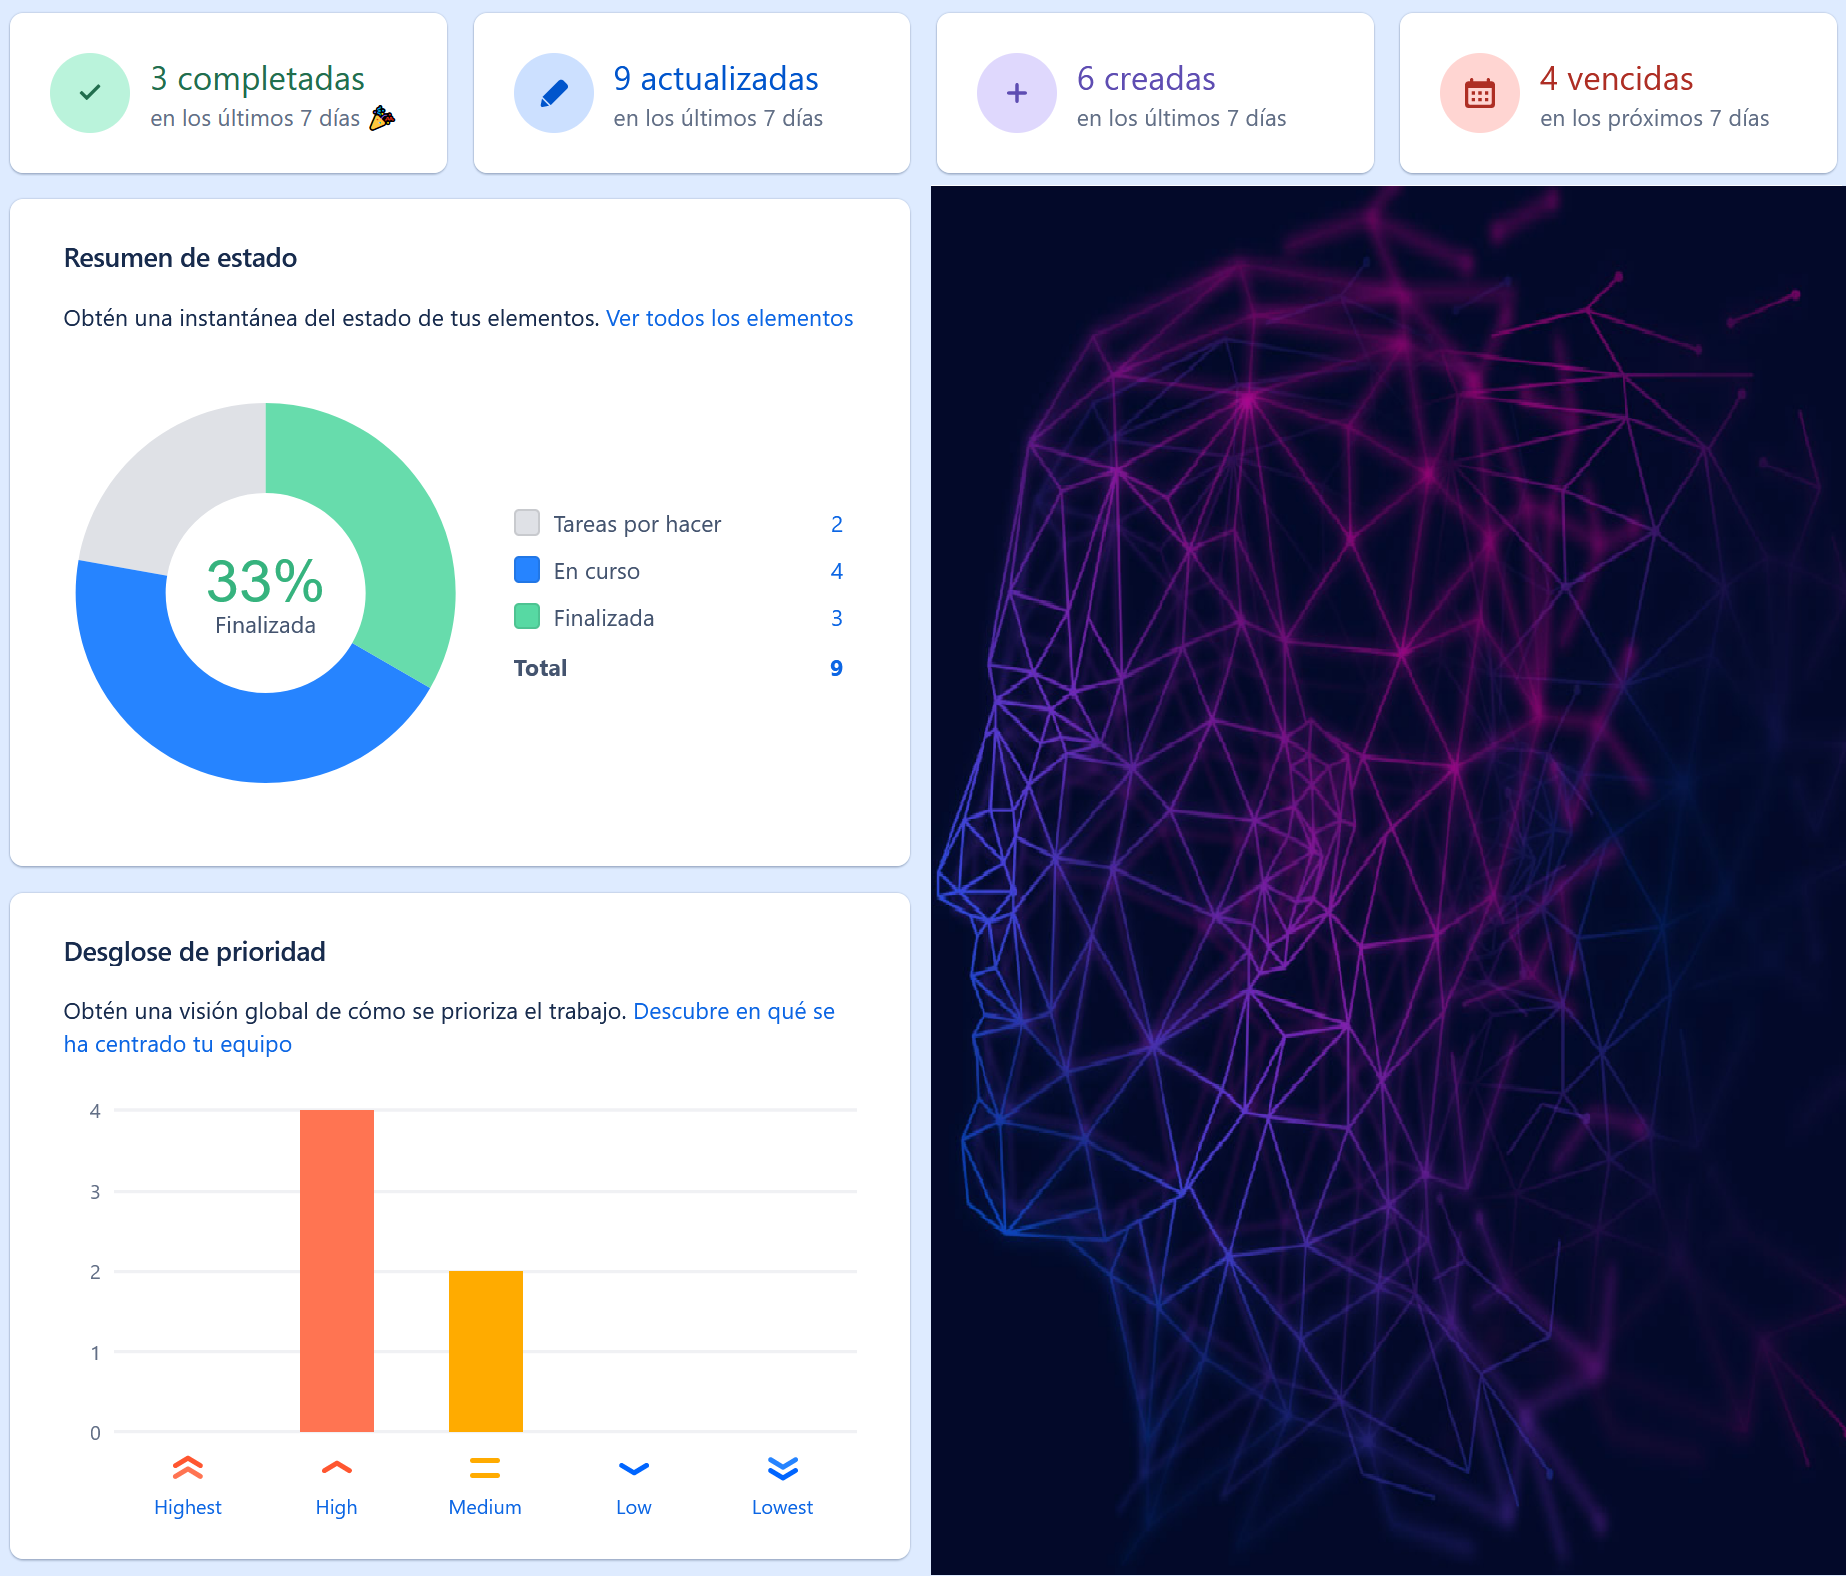 3 completadas
en los últimos 7 días 🎉
9 actualizadas
en los últimos 7 días
6 creadas
en los últimos 7 días
4 vencidas
en los próximos 7 días
Resumen de estado
Obtén una instantánea del estado de tus elementos. Ver todos los elementos
33%
Finalizada
Tareas por hacer 2
En curso 4
Finalizada 3
Total 9
Desglose de prioridad
Obtén una visión global de cómo se prioriza el trabajo. Descubre en qué se
ha centrado tu equipo
4
3
2
1
0
Highest High Medium Low Lowest